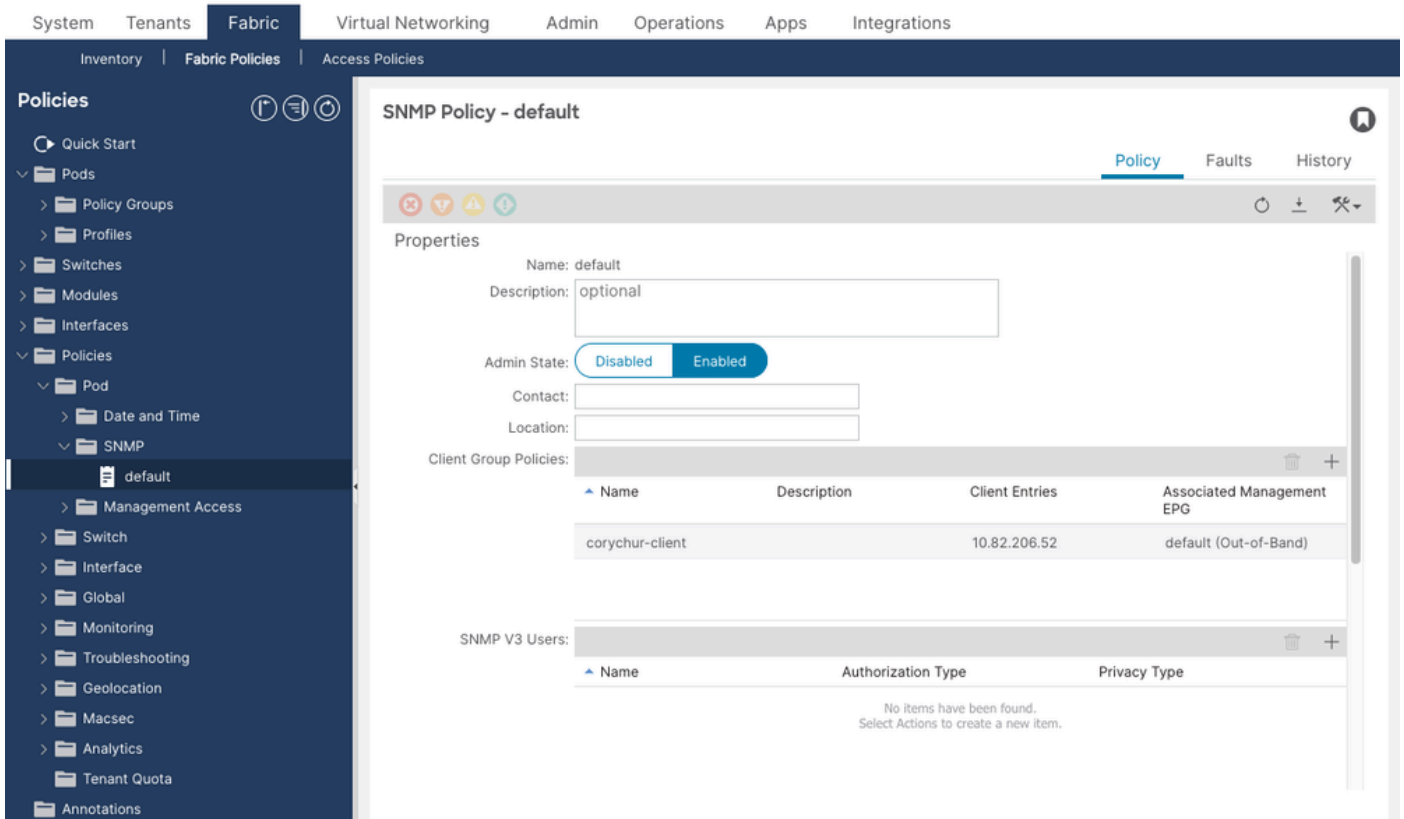 System Tenants Fabric Virtual Networking Admin Operations Apps Integrations
Inventory | Fabric Policies | Access Policies
Policies
Quick Start
Pods
Policy Groups
Profiles
Switches
Modules
Interfaces
Policies
Pod
Date and Time
SNMP
default
Management Access
Switch
Interface
Global
Monitoring
Troubleshooting
Geolocation
Macsec
Analytics
Tenant Quota
Annotations
SNMP Policy - default
Policy Faults History
Properties
Name: default
Description: optional
Admin State: Disabled Enabled
Contact:
Location:
Client Group Policies:
Name Description Client Entries Associated Management
EPG
corychur-client 10.82.206.52 default (Out-of-Band)
SNMP V3 Users:
Name Authorization Type Privacy Type
No items have been found.
Select Actions to create a new item.